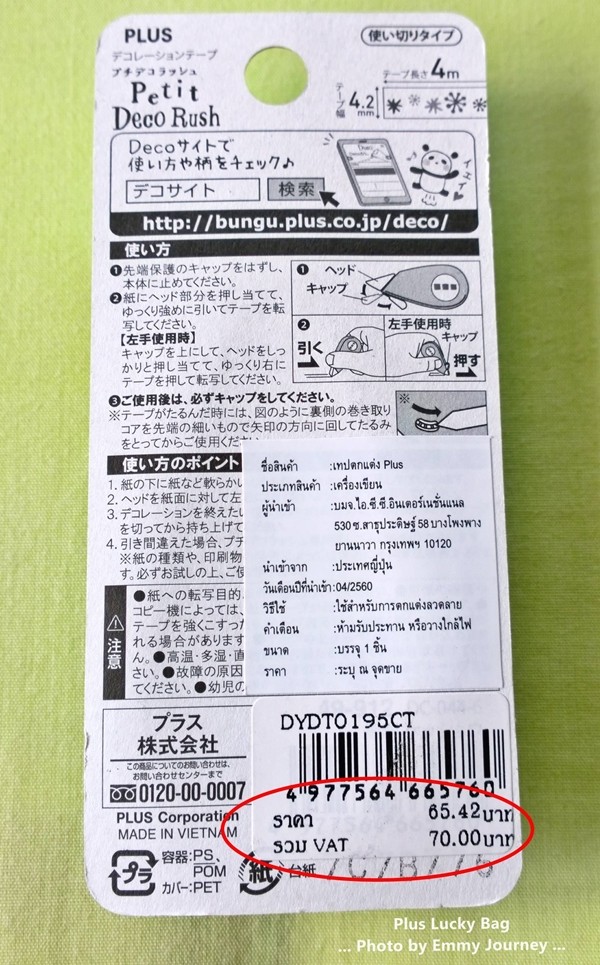 PLUS
使い切りタイプ
デコレーションテープ
プチデコラッシュ
Petit
Deco Rush
テープ長さ 4m
テープ幅 4.2mm
Decoサイトで
使い方や柄をチェック♪
デコサイト 検索
イエイ
http://bungu.plus.co.jp/deco/
使い方
❶先端保護のキャップをはずし、
本体に止めてください。
❷紙にヘッド部分を押し当てて、
ゆっくり強めに引いてテープを転
写してください。
【左手使用時】
キャップを上にして、ヘッドをしっ
かりと押し当てて、ゆっくり右に
テープを押して転写してください。
❶ ヘッド
キャップ
❷ 左手使用時
キャップ
引く
押す
❸ご使用後は、必ずキャップをしてください。
※テープがたるんだ時には、図のように裏側の巻き取り
コアを先端の細いもので矢印の方向に回してたるみ
をとってからご使用くだ
※
使い方のポイント
1. 紙の下に紙など軟らか
2. ヘッドを紙面に対して左
3. デコレーションを終えたい
を切ってから持ち上げて
4. 引き間違えた場合、プチ
※紙の種類や、印刷物
す。必ずお試しの上、ご使
注意
●紙への転写目的
コピー機によっては、
テープを強くこすった
れる場合があります
ん。●高温・多湿・直
さい。●故障の原因
てください。●幼児の
ชื่อสินค้า :เทปตกแต่ง Plus
ประเภทสินค้า :เครื่องเขียน
ผู้นำเข้า :บมจ.ไอ.ซี.ซี.อินเตอร์เนชั่นแนล
530 ซ.สาธุประดิษฐ์ 58 บางโพงพาง
ยานนาวา กรุงเทพฯ 10120
นำเข้าจาก :ประเทศญี่ปุ่น
วันเดือนปีที่นำเข้า:04/2560
วิธีใช้ :ใช้สำหรับการตกแต่งลวดลาย
คำเตือน :ห้ามรับประทาน หรือวางใกล้ไฟ
ขนาด :บรรจุ 1 ชิ้น
ราคา :ระบุ ณ จุดขาย
プラス
株式会社
この商品についてのお問い合わせは、
お問い合わせセンターまで
0120-00-0007
PLUS Corporation
MADE IN VIETNAM
プラ
容器:PS、
POM
カバー:PET
紙
台紙
DYDT0195CT
4 977564 665760
ราคา 65.42บาท
รวม VAT 70.00บาท
Plus Lucky Bag
... Photo by Emmy Journey ...